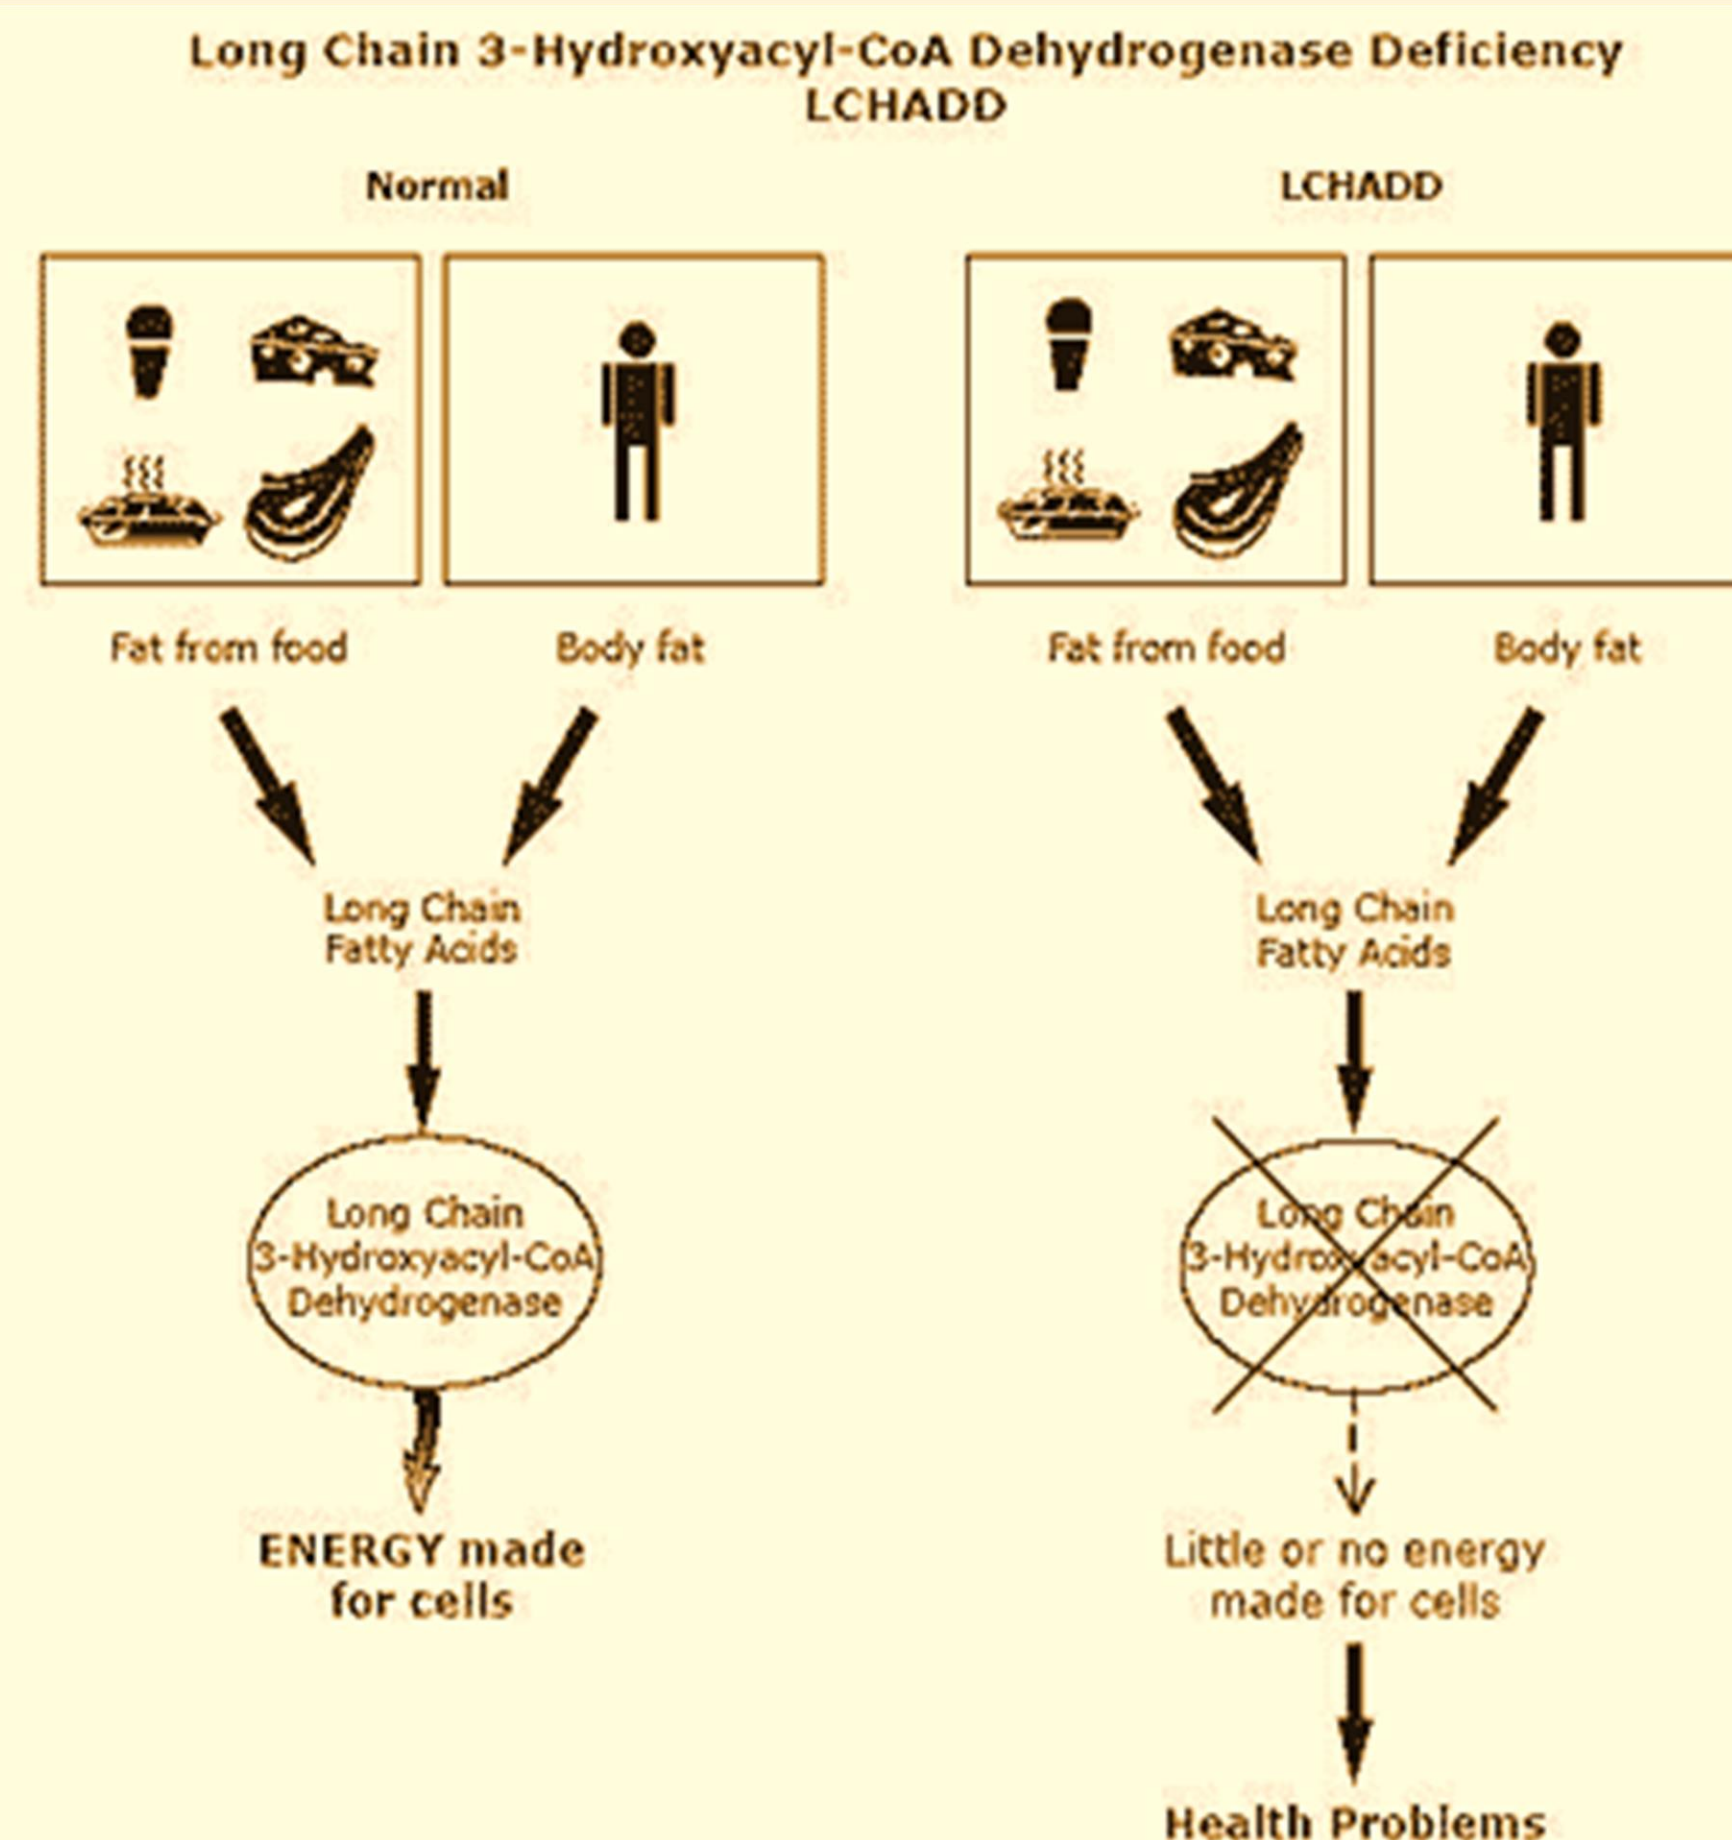 Long Chain 3-Hydroxyacyl-CoA Dehydrogenase Deficiency
LCHADD
Normal
Fat from food
Body fat
Long Chain
Fatty Acids
Long Chain
3-Hydroxyacyl-CoA
Dehydrogenase
ENERGY made
for cells
LCHADD
Fat from food
Body fat
Long Chain
Fatty Acids
Long Chain
3-Hydroxyacyl-CoA
Dehydrogenase
Little or no energy
made for cells
Health Problems